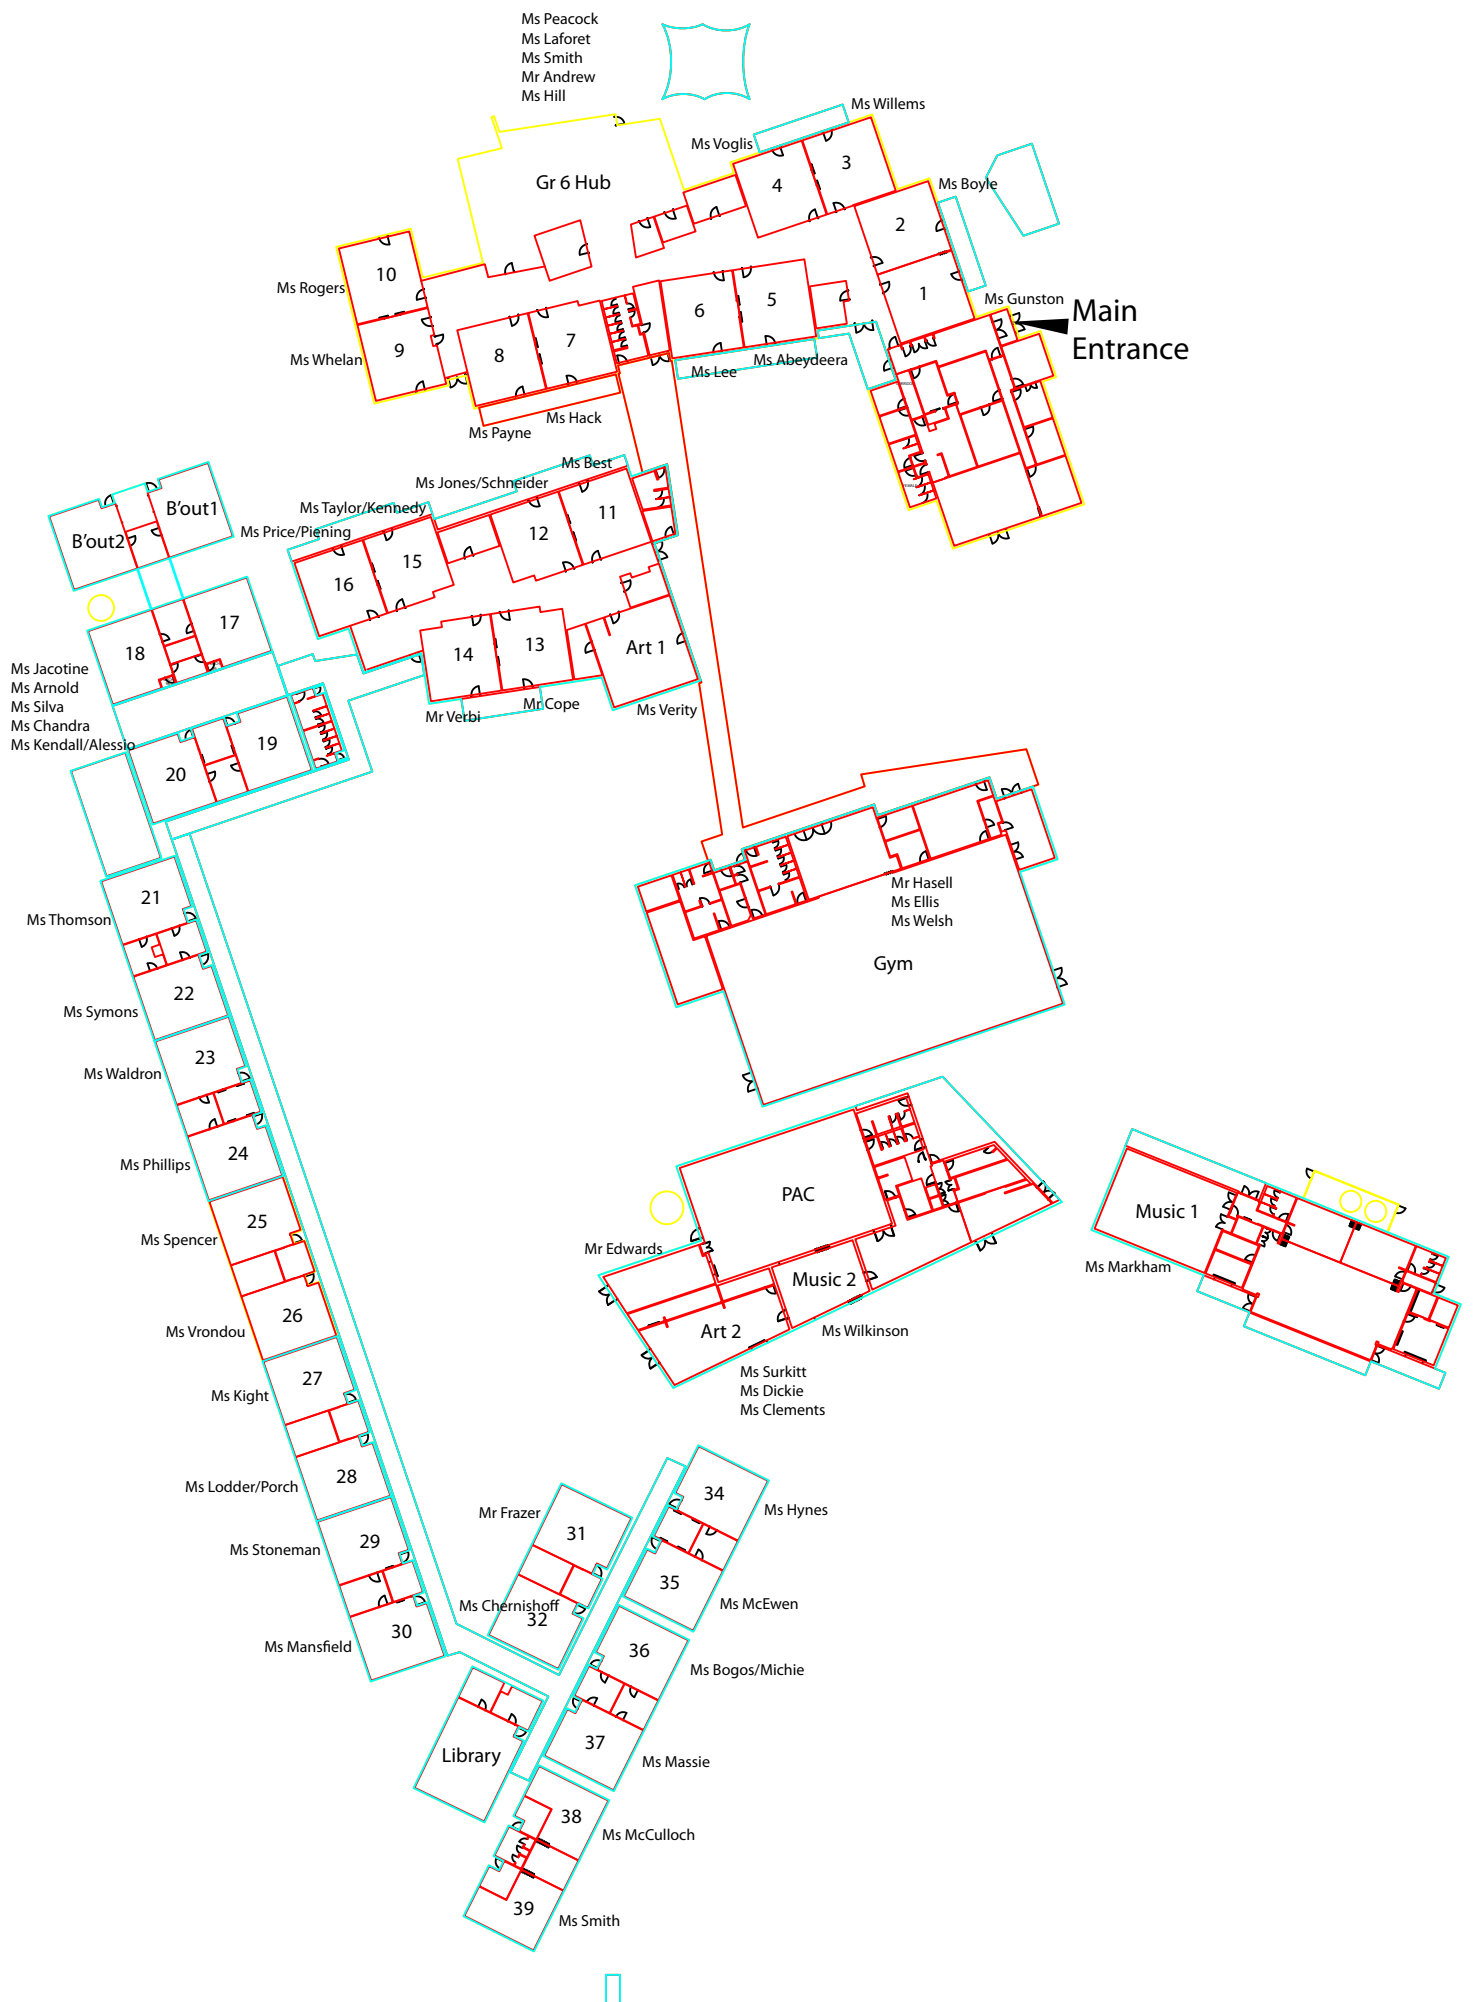 Ms Peacock
Ms Laforet
Ms Smith
Mr Andrew
Ms Hill
Ms Willems
Ms Voglis
3
4
Gr 6 Hub
Ms Boyle
2
10
Ms Rogers
1
Ms Gunston
Main
Entrance
6
5
7
8
9
Ms Whelan
Ms Lee
Ms Abeydeera
Ms Hack
Ms Payne
Ms Best
Ms Jones/Schneider
Ms Taylor/Kennedy
Ms Price/Piening
B'out1
B'out2
11
12
15
16
17
18
14
13
Art 1
Ms Jacotine
Ms Arnold
Ms Silva
Ms Chandra
Ms Kendall/Alessio
Mr Verbi
Mr Cope
Ms Verity
19
20
21
Ms Thomson
Mr Hasell
Ms Ellis
Ms Welsh
Gym
22
Ms Symons
23
Ms Waldron
24
Ms Phillips
PAC
Music 1
25
Ms Spencer
Mr Edwards
Ms Markham
Music 2
26
Ms Vrondou
Art 2
Ms Wilkinson
27
Ms Kight
Ms Surkitt
Ms Dickie
Ms Clements
28
Ms Lodder/Porch
34
Ms Hynes
Mr Frazer
31
29
Ms Stoneman
35
Ms McEwen
Ms Chernishoff
32
30
Ms Mansfield
36
Ms Bogos/Michie
37
Library
Ms Massie
38
Ms McCulloch
39
Ms Smith